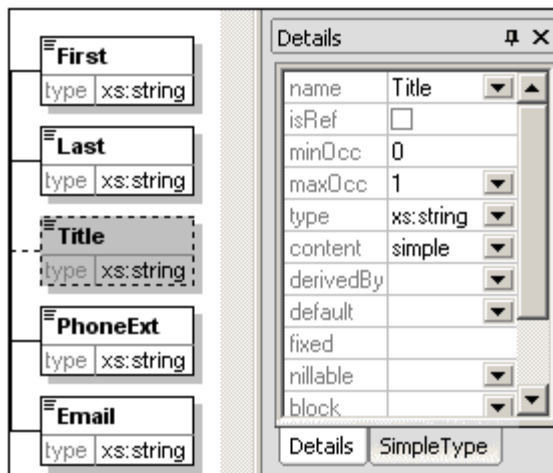 First
type xs:string
Last
type xs:string
Title
type xs:string
PhoneExt
type xs:string
Email
type xs:string
Details
name Title
isRef
minOcc 0
maxOcc 1
type xs:string
content simple
derivedBy
default
fixed
nillable
block
Details SimpleType